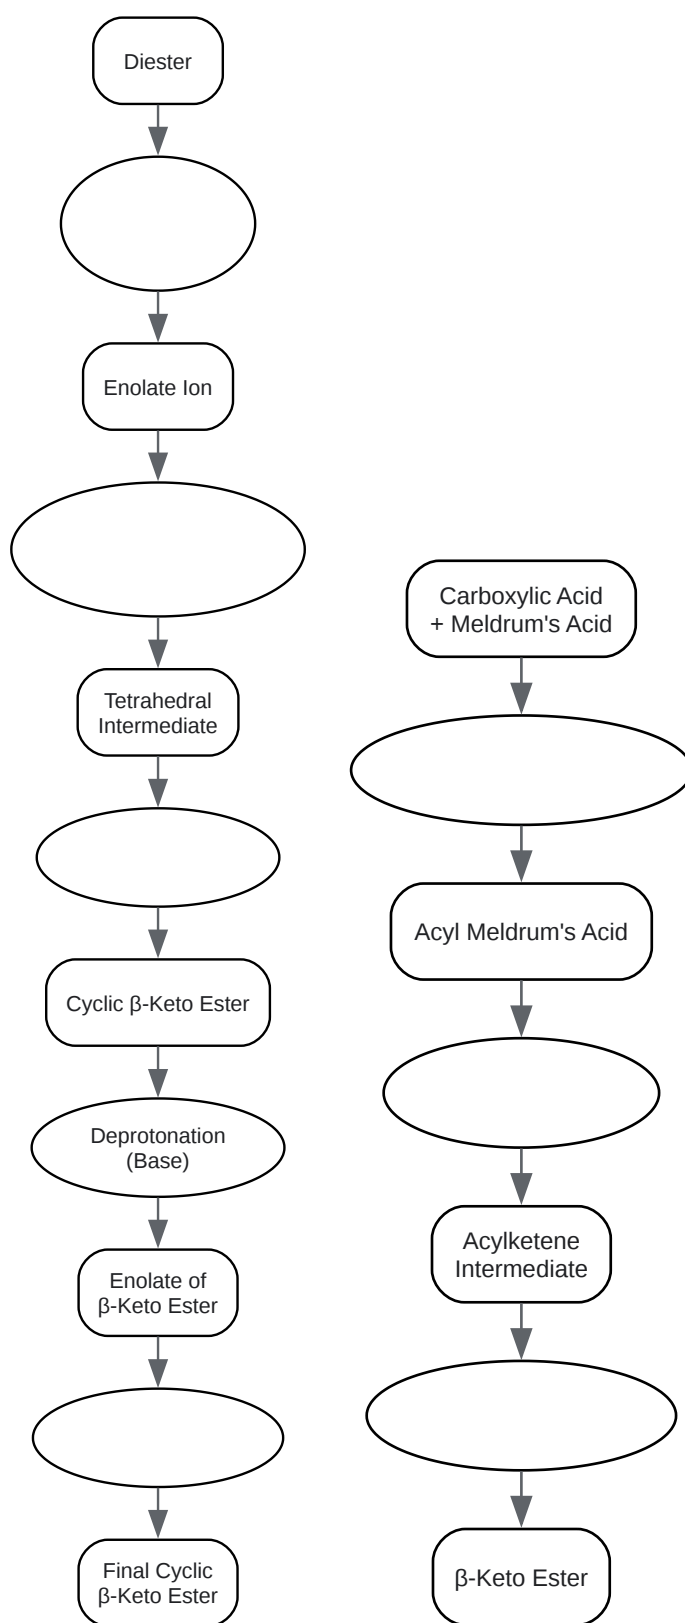 Diester
Enolate Ion
Tetrahedral
Intermediate
Cyclic β-Keto Ester
Deprotonation
(Base)
Enolate of
β-Keto Ester
Final Cyclic
β-Keto Ester
Carboxylic Acid
+ Meldrum's Acid
Acyl Meldrum's Acid
Acylketene
Intermediate
β-Keto Ester